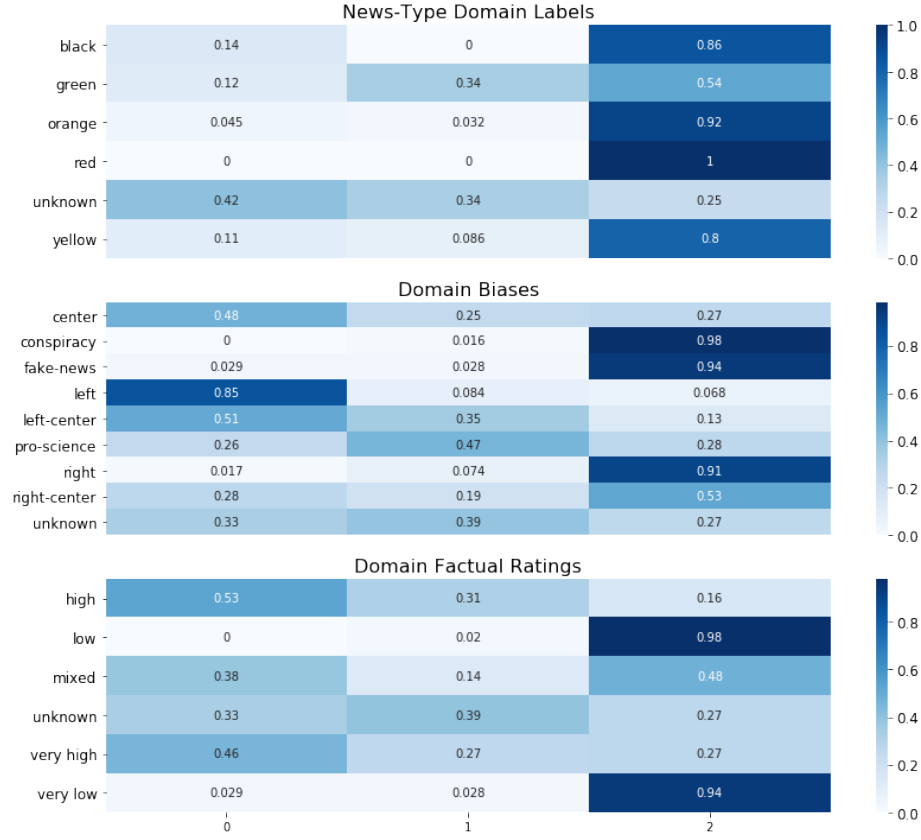 News-Type Domain Labels
black 0.14 0 0.86
green 0.12 0.34 0.54
orange 0.045 0.032 0.92
red 0 0 1
unknown 0.42 0.34 0.25
yellow 0.11 0.086 0.8
1.0
0.8
0.6
0.4
0.2
0.0
Domain Biases
center 0.48 0.25 0.27
conspiracy 0 0.016 0.98
fake-news 0.029 0.028 0.94
left 0.85 0.084 0.068
left-center 0.51 0.35 0.13
pro-science 0.26 0.47 0.28
right 0.017 0.074 0.91
right-center 0.28 0.19 0.53
unknown 0.33 0.39 0.27
0.8
0.6
0.4
0.2
0.0
Domain Factual Ratings
high 0.53 0.31 0.16
low 0 0.02 0.98
mixed 0.38 0.14 0.48
unknown 0.33 0.39 0.27
very high 0.46 0.27 0.27
very low 0.029 0.028 0.94
0 1 2
0.8
0.6
0.4
0.2
0.0